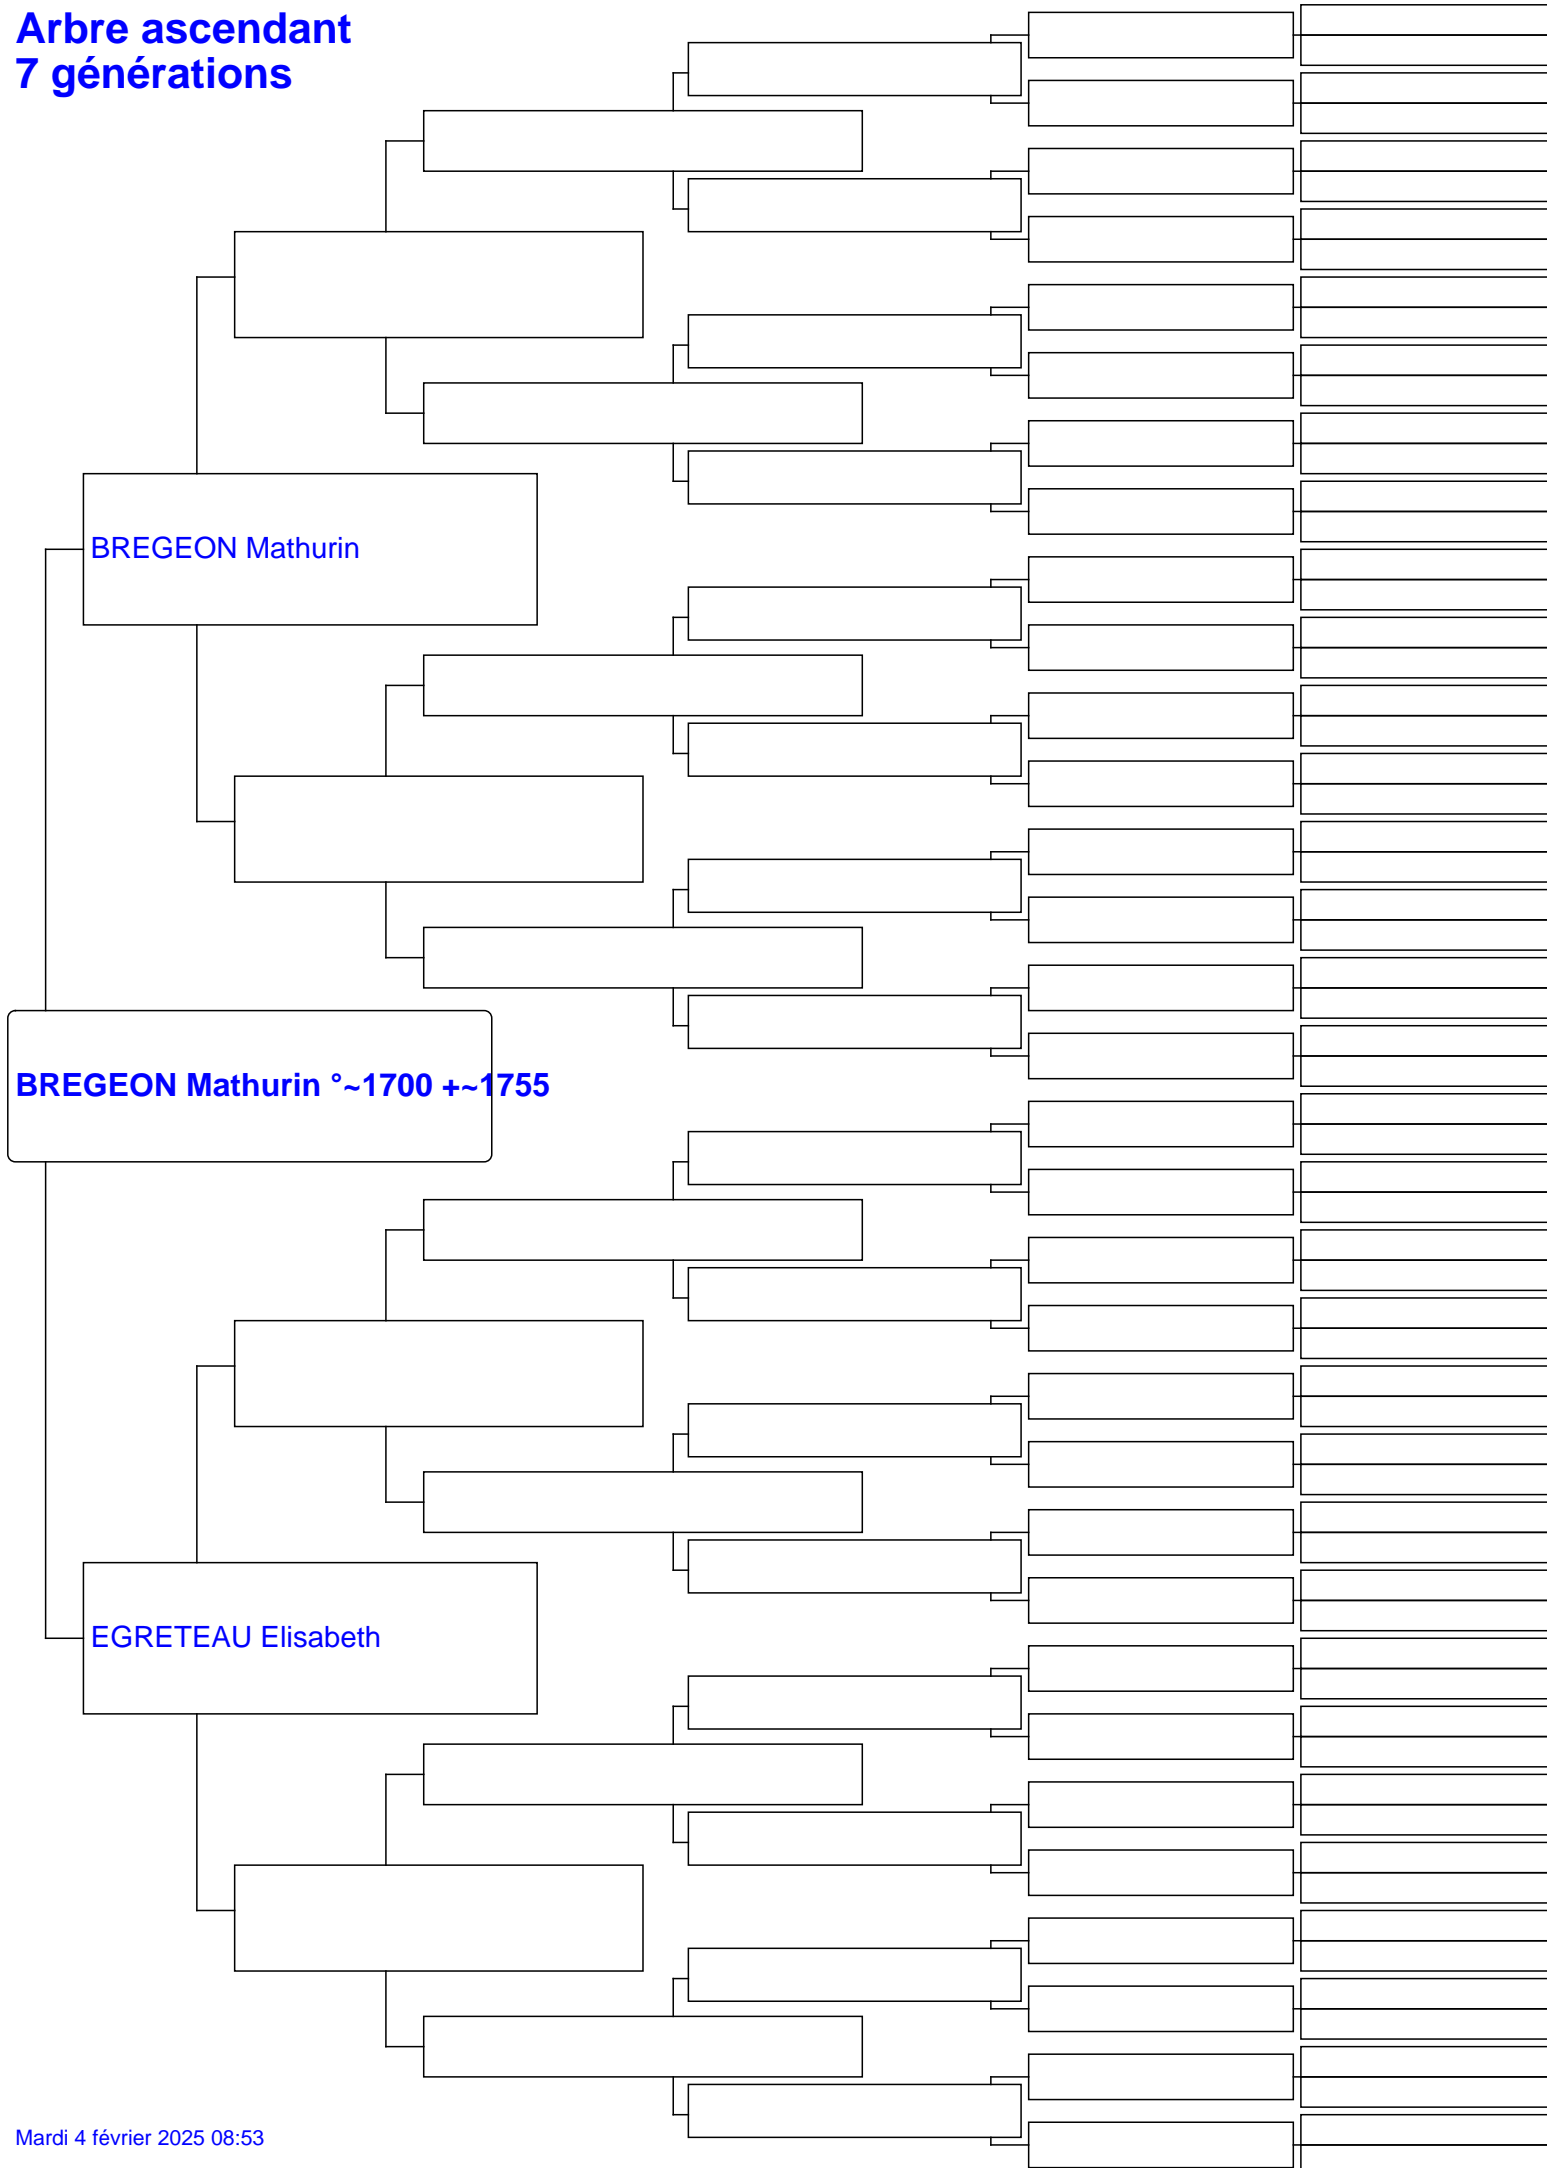 Arbre ascendant
7 générations
BREGEON Mathurin
BREGEON Mathurin °~1700 +~1755
EGRETEAU Elisabeth
Mardi 4 février 2025 08:53